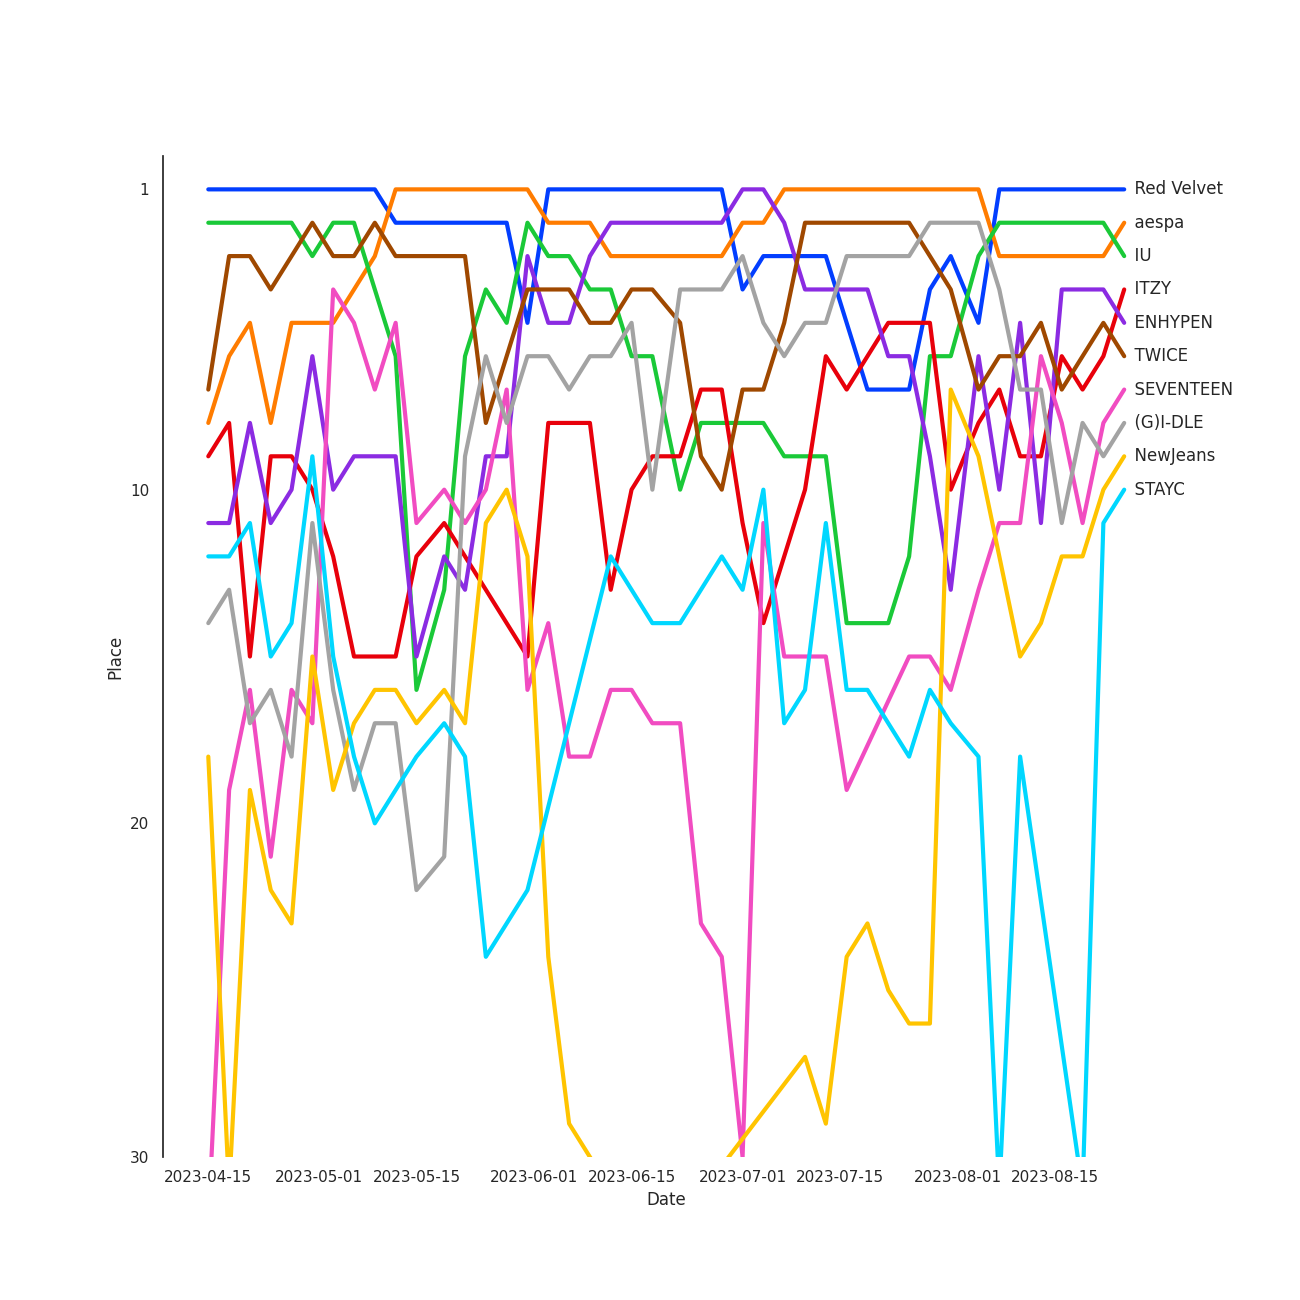 1
10
20
30
Place
2023-04-15
2023-05-01
2023-05-15
2023-06-01
2023-06-15
2023-07-01
2023-07-15
2023-08-01
2023-08-15
Date
Red Velvet
aespa
IU
ITZY
ENHYPEN
TWICE
SEVENTEEN
(G)I-DLE
NewJeans
STAYC